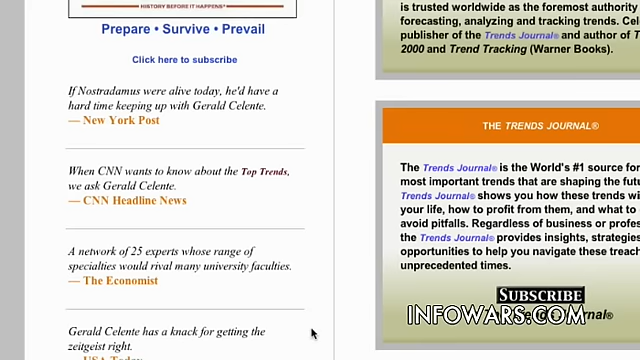 HISTORY BEFORE IT HAPPENS®
Prepare • Survive • Prevail
Click here to subscribe
If Nostradamus were alive today, he'd have a
hard time keeping up with Gerald Celente.
— New York Post
When CNN wants to know about the Top Trends,
we ask Gerald Celente.
— CNN Headline News
A network of 25 experts whose range of
specialties would rival many university faculties.
— The Economist
Gerald Celente has a knack for getting the
zeitgeist right.
— USA Today
is trusted worldwide as the foremost authority
forecasting, analyzing and tracking trends. Cel
publisher of the Trends Journal® and author of T
2000 and Trend Tracking (Warner Books).
THE TRENDS JOURNAL®
The Trends Journal® is the World's #1 source for
most important trends that are shaping the futu
Trends Journal® shows you how these trends wi
your life, how to profit from them, and what to
avoid pitfalls. Regardless of business or profes
the Trends Journal® provides insights, strategies
opportunities to help you navigate these treach
unprecedented times.
SUBSCRIBE
INFOWARS.COM